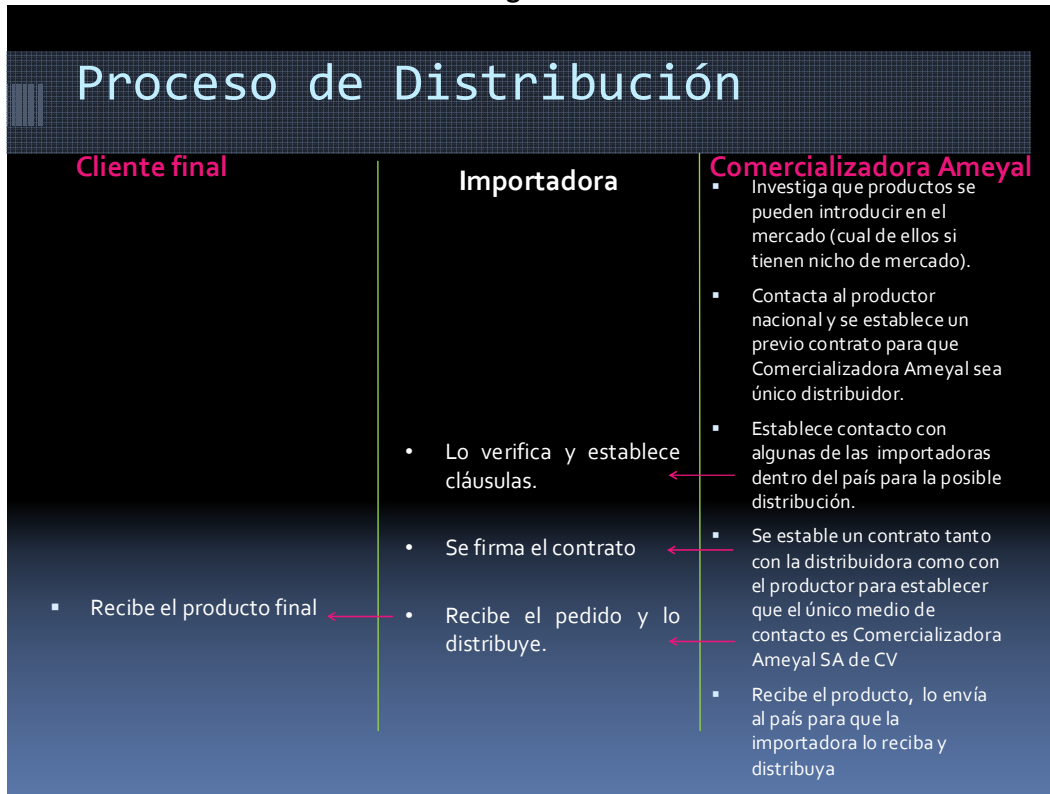 Proceso de Distribución
Cliente final
Recibe el producto final
Importadora
Lo verifica y establece
cláusulas.
Se firma el contrato
Recibe el pedido y lo
distribuye.
Comercializadora Ameyal
Investiga que productos se
pueden introducir en el
mercado (cual de ellos si
tienen nicho de mercado).
Contacta al productor
nacional y se establece un
previo contrato para que
Comercializadora Ameyal sea
único distribuidor.
Establece contacto con
algunas de las importadoras
dentro del país para la posible
distribución.
Se estable un contrato tanto
con la distribuidora como con
el productor para establecer
que el único medio de
contacto es Comercializadora
Ameyal SA de CV
Recibe el producto, lo envía
al país para que la
importadora lo reciba y
distribuya